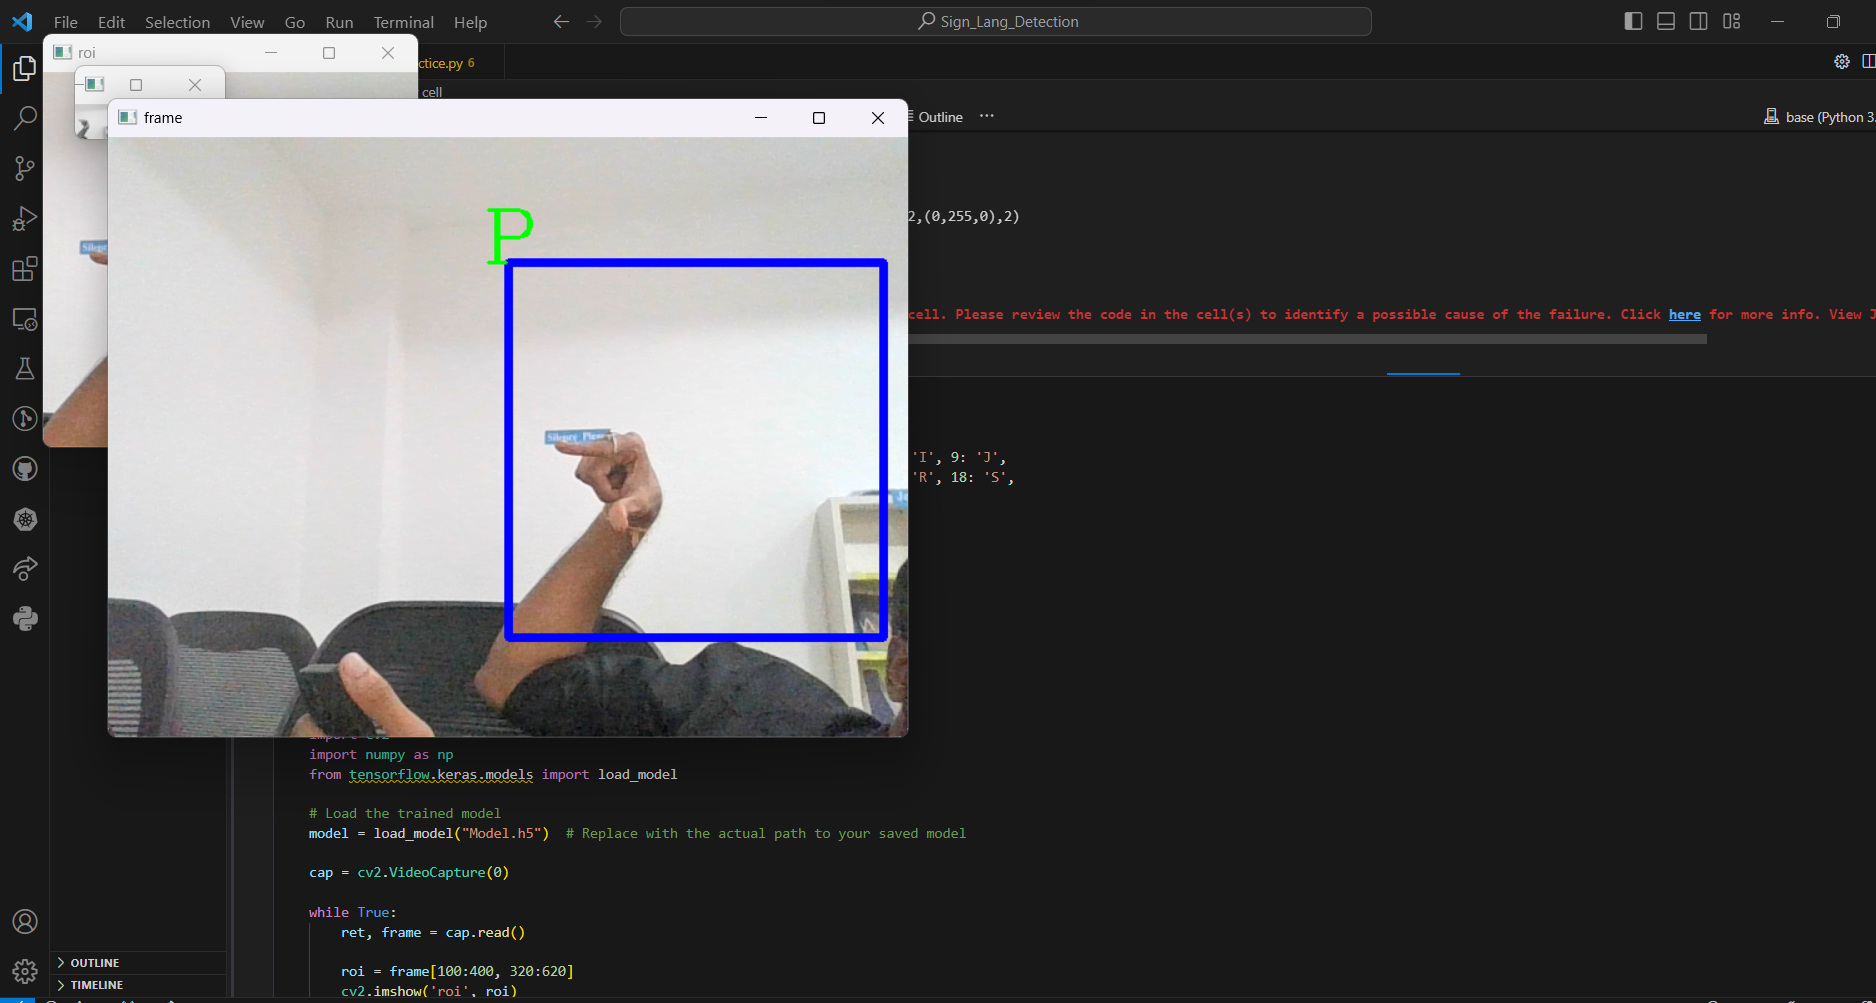 File Edit Selection View Go Run Terminal Help
Sign_Lang_Detection
roi
ctice.py 6
cell
frame
Outline ···
base (Python 3.
P
2,(0,255,0),2)
cell. Please review the code in the cell(s) to identify a possible cause of the failure. Click here for more info. View J
Silence Please
'I', 9: 'J',
'R', 18: 'S',
import cv2
import numpy as np
from tensorflow.keras.models import load_model
# Load the trained model
model = load_model("Model.h5")  # Replace with the actual path to your saved model
cap = cv2.VideoCapture(0)
while True:
ret, frame = cap.read()
roi = frame[100:400, 320:620]
cv2.imshow('roi', roi)
OUTLINE
TIMELINE